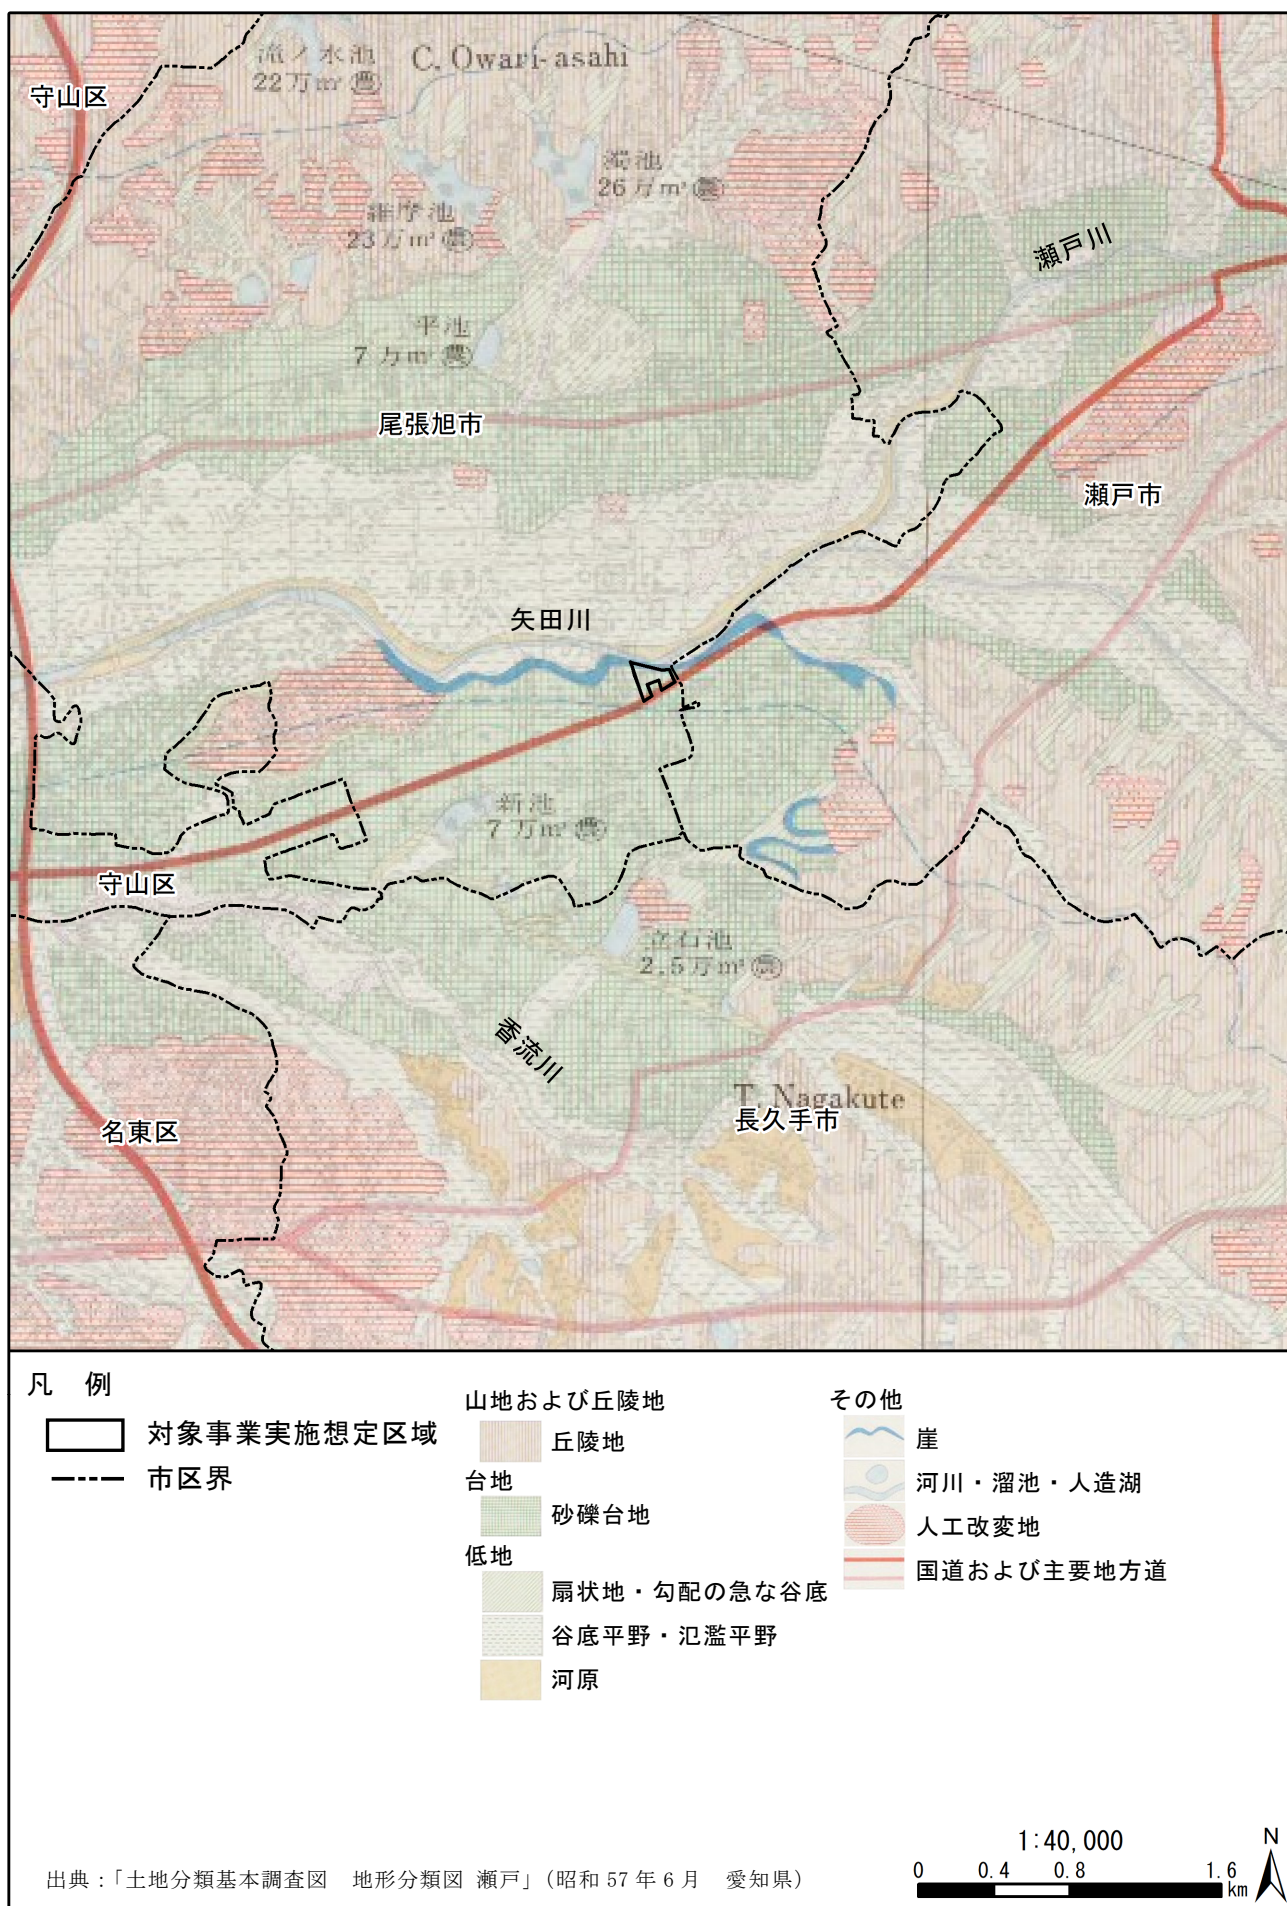 流ノ水池
22万m³ 農
C. Owari-asahi
守山区
濁池
26万m³ 農
維摩池
23万m³ 農
瀬戸川
平池
7万m³ 農
尾張旭市
瀬戸市
矢田川
新池
7万m³ 農
守山区
立石池
2.5万m³ 農
香流川
T. Nagakute
長久手市
名東区
凡 例
対象事業実施想定区域
市区界
山地および丘陵地
丘陵地
台地
砂礫台地
低地
扇状地・勾配の急な谷底
谷底平野・氾濫平野
河原
その他
崖
河川・溜池・人造湖
人工改変地
国道および主要地方道
出典：「土地分類基本調査図 地形分類図 瀬戸」（昭和57年6月 愛知県）
1:40,000
0 0.4 0.8 1.6
km
N